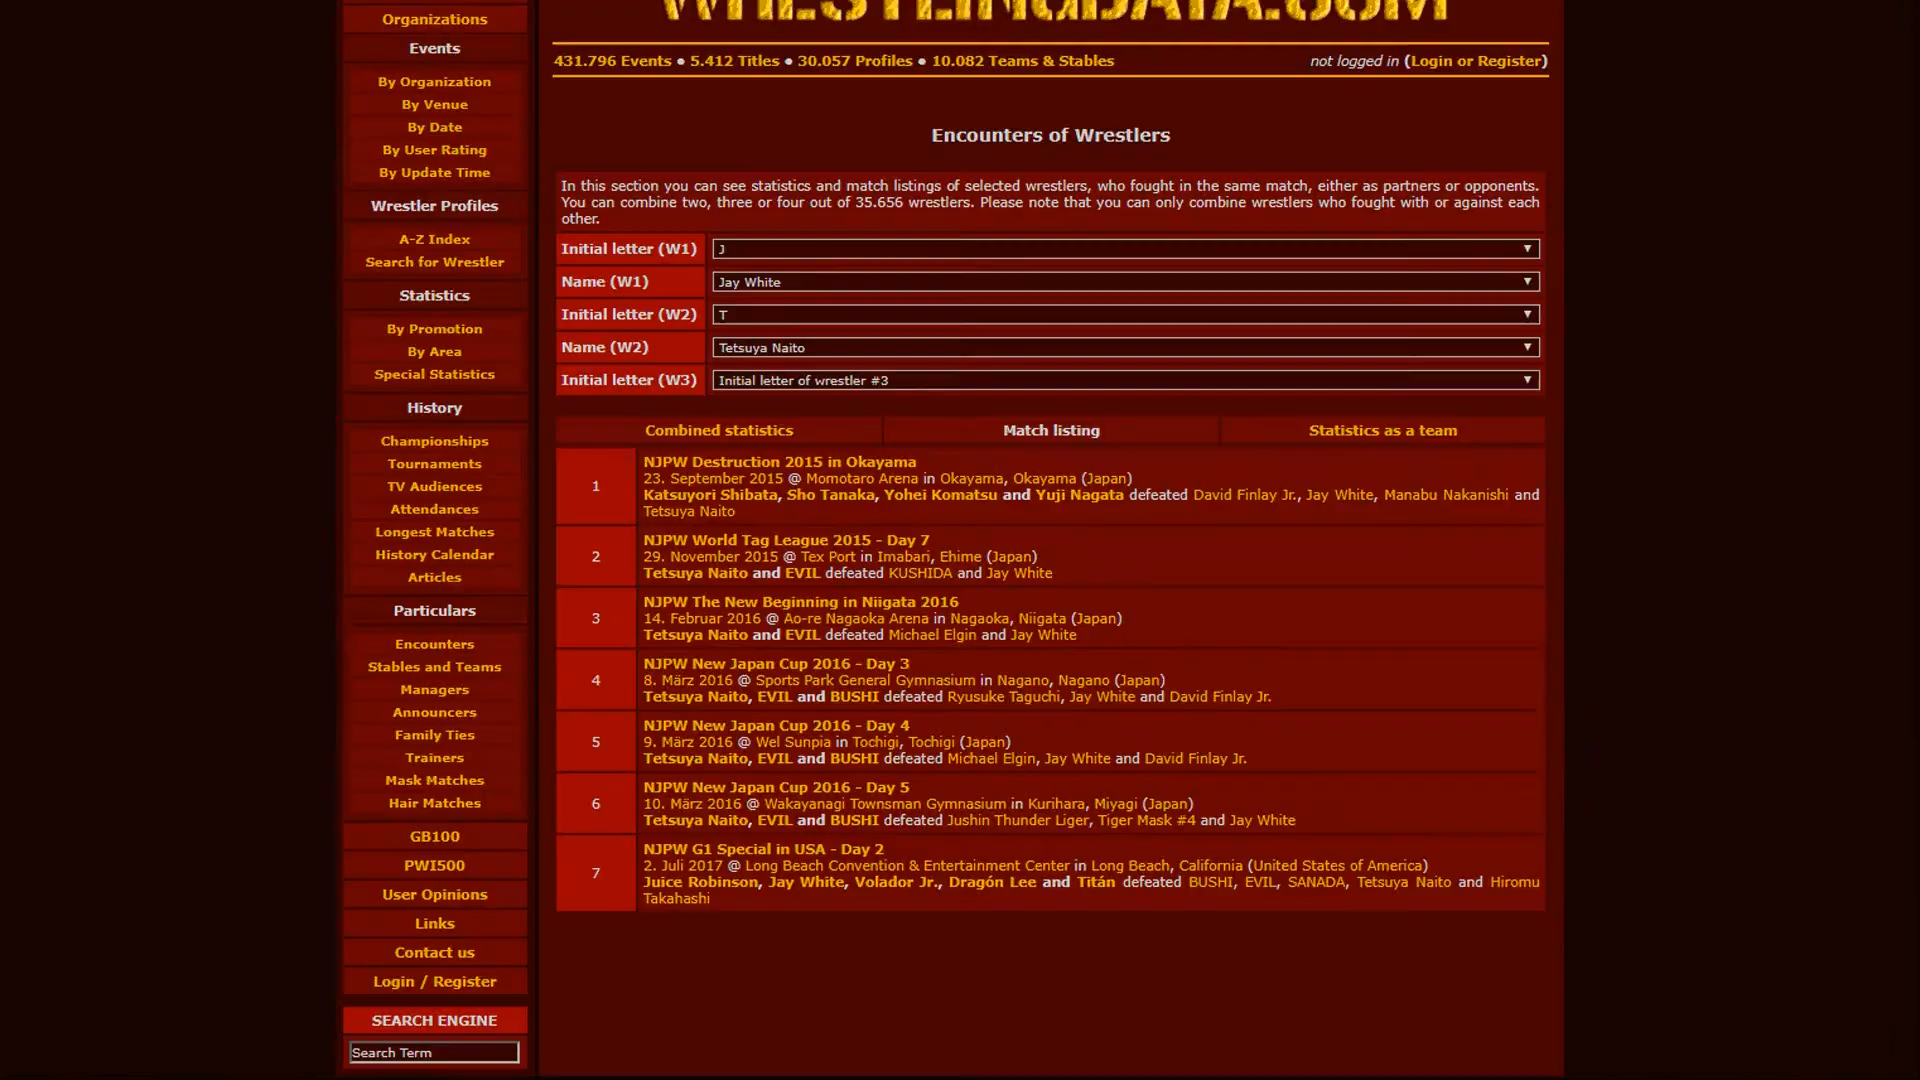 Organizations
Events
By Organization
By Venue
By Date
By User Rating
By Update Time
Wrestler Profiles
A-Z Index
Search for Wrestler
Statistics
By Promotion
By Area
Special Statistics
History
Championships
Tournaments
TV Audiences
Attendances
Longest Matches
History Calendar
Articles
Particulars
Encounters
Stables and Teams
Managers
Announcers
Family Ties
Trainers
Mask Matches
Hair Matches
GB100
PWI500
User Opinions
Links
Contact us
Login / Register
SEARCH ENGINE
Search Term
WRESTLINGDATA.COM
431.796 Events ● 5.412 Titles ● 30.057 Profiles ● 10.082 Teams & Stables
not logged in (Login or Register)
Encounters of Wrestlers
In this section you can see statistics and match listings of selected wrestlers, who fought in the same match, either as partners or opponents.
You can combine two, three or four out of 35.656 wrestlers. Please note that you can only combine wrestlers who fought with or against each
other.
Initial letter (W1) J
Name (W1) Jay White
Initial letter (W2) T
Name (W2) Tetsuya Naito
Initial letter (W3) Initial letter of wrestler #3
Combined statistics Match listing Statistics as a team
1
NJPW Destruction 2015 in Okayama
23. September 2015 @ Momotaro Arena in Okayama, Okayama (Japan)
Katsuyori Shibata, Sho Tanaka, Yohei Komatsu and Yuji Nagata defeated David Finlay Jr., Jay White, Manabu Nakanishi and
Tetsuya Naito
2
NJPW World Tag League 2015 - Day 7
29. November 2015 @ Tex Port in Imabari, Ehime (Japan)
Tetsuya Naito and EVIL defeated KUSHIDA and Jay White
3
NJPW The New Beginning in Niigata 2016
14. Februar 2016 @ Ao-re Nagaoka Arena in Nagaoka, Niigata (Japan)
Tetsuya Naito and EVIL defeated Michael Elgin and Jay White
4
NJPW New Japan Cup 2016 - Day 3
8. März 2016 @ Sports Park General Gymnasium in Nagano, Nagano (Japan)
Tetsuya Naito, EVIL and BUSHI defeated Ryusuke Taguchi, Jay White and David Finlay Jr.
5
NJPW New Japan Cup 2016 - Day 4
9. März 2016 @ Wel Sunpia in Tochigi, Tochigi (Japan)
Tetsuya Naito, EVIL and BUSHI defeated Michael Elgin, Jay White and David Finlay Jr.
6
NJPW New Japan Cup 2016 - Day 5
10. März 2016 @ Wakayanagi Townsman Gymnasium in Kurihara, Miyagi (Japan)
Tetsuya Naito, EVIL and BUSHI defeated Jushin Thunder Liger, Tiger Mask #4 and Jay White
7
NJPW G1 Special in USA - Day 2
2. Juli 2017 @ Long Beach Convention & Entertainment Center in Long Beach, California (United States of America)
Juice Robinson, Jay White, Volador Jr., Dragón Lee and Titán defeated BUSHI, EVIL, SANADA, Tetsuya Naito and Hiromu
Takahashi